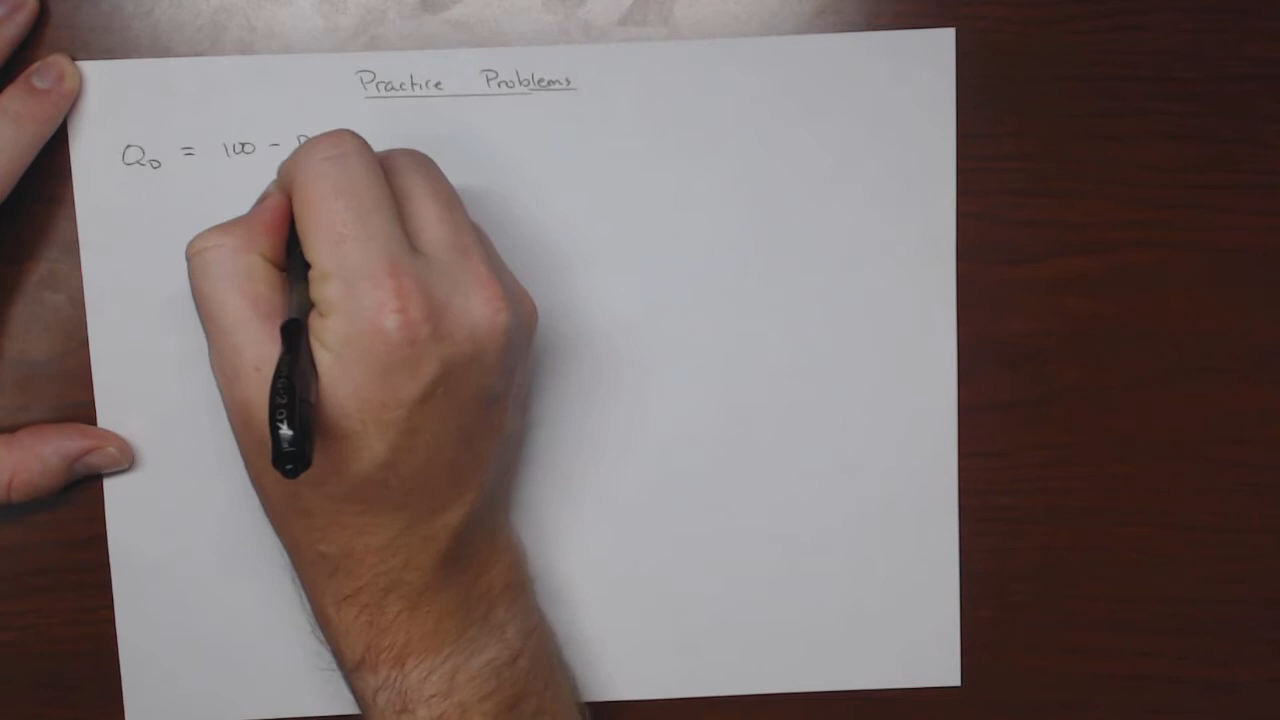 Practice Problems
Q_D = 100 - P